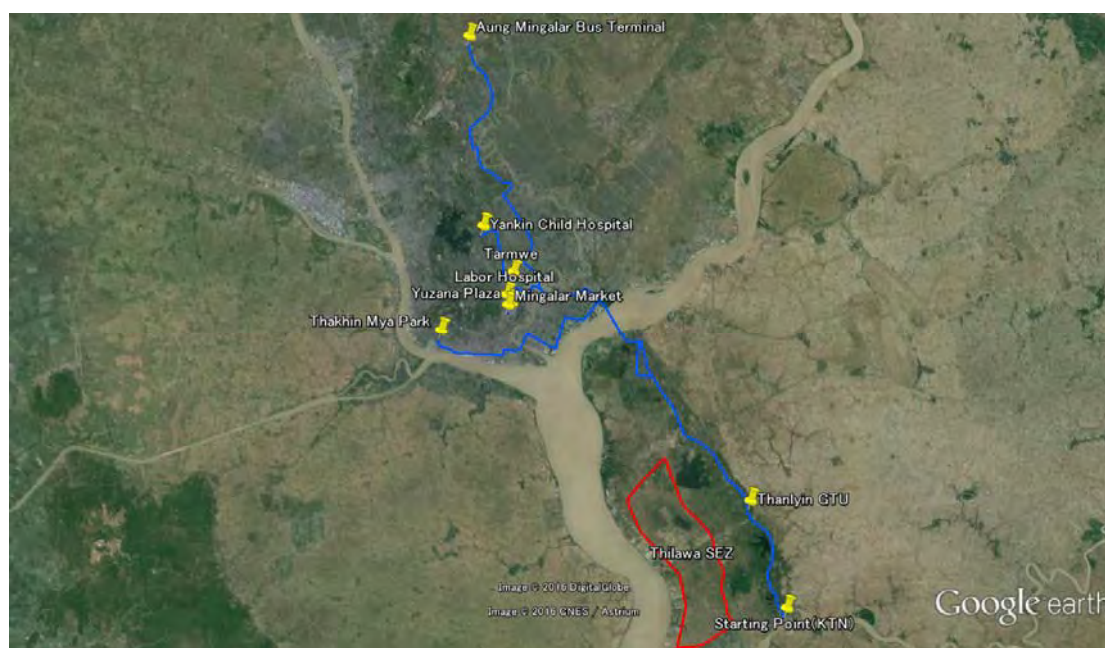 Aung Mingalar Bus Terminal
Yankin Child Hospital
Tarmwe
Labor Hospital
Yuzana Plaza
Mingalar Market
Thakhin Mya Park
Thanlyin GTU
Thilawa SEZ
Image © 2016 DigitalGlobe
Image © 2016 CNES / Astrium
Starting Point(KTN)
Google earth